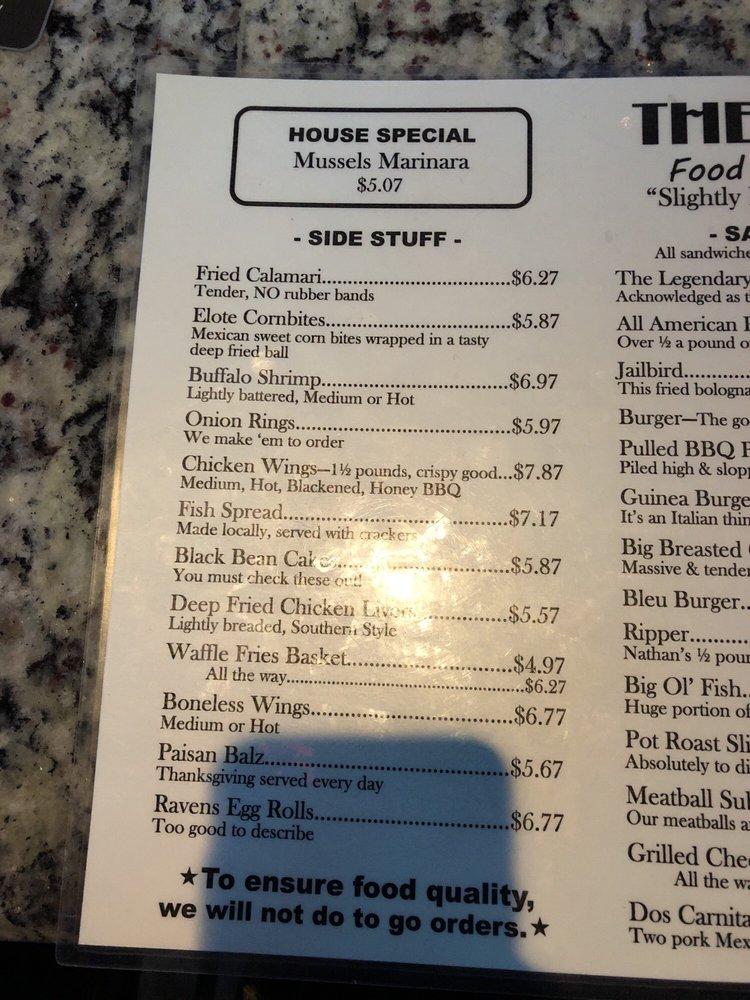 HOUSE SPECIAL
Mussels Marinara
$5.07
- SIDE STUFF -
Fried Calamari..................................$6.27
Tender, NO rubber bands
Elote Cornbites..................................$5.87
Mexican sweet corn bites wrapped in a tasty
deep fried ball
Buffalo Shrimp..................................$6.97
Lightly battered, Medium or Hot
Onion Rings.......................................$5.97
We make 'em to order
Chicken Wings—1½ pounds, crispy good...$7.87
Medium, Hot, Blackened, Honey BBQ
Fish Spread.........................................$7.17
Made locally, served with crackers
Black Bean Cakes................................$5.87
You must check these out!
Deep Fried Chicken Livers.................$5.57
Lightly breaded, Southern Style
Waffle Fries Basket..............................$4.97
All the way................................................$6.27
Boneless Wings....................................$6.77
Medium or Hot
Paisan Balz............................................$5.67
Thanksgiving served every day
Ravens Egg Rolls...................................$6.77
Too good to describe
★To ensure food quality,
we will not do to go orders.★
THE
Food
"Slightly
- SA
All sandwiche
The Legendary
Acknowledged as t
All American
Over ½ a pound o
Jailbird...........
This fried bologna
Burger—The go
Pulled BBQ P
Piled high & slopp
Guinea Burge
It's an Italian thin
Big Breasted
Massive & tender
Bleu Burger..
Ripper..........
Nathan's ½ poun
Big Ol' Fish..
Huge portion of
Pot Roast Sli
Absolutely to di
Meatball Sul
Our meatballs a
Grilled Chee
All the wa
Dos Carnita
Two pork Mex